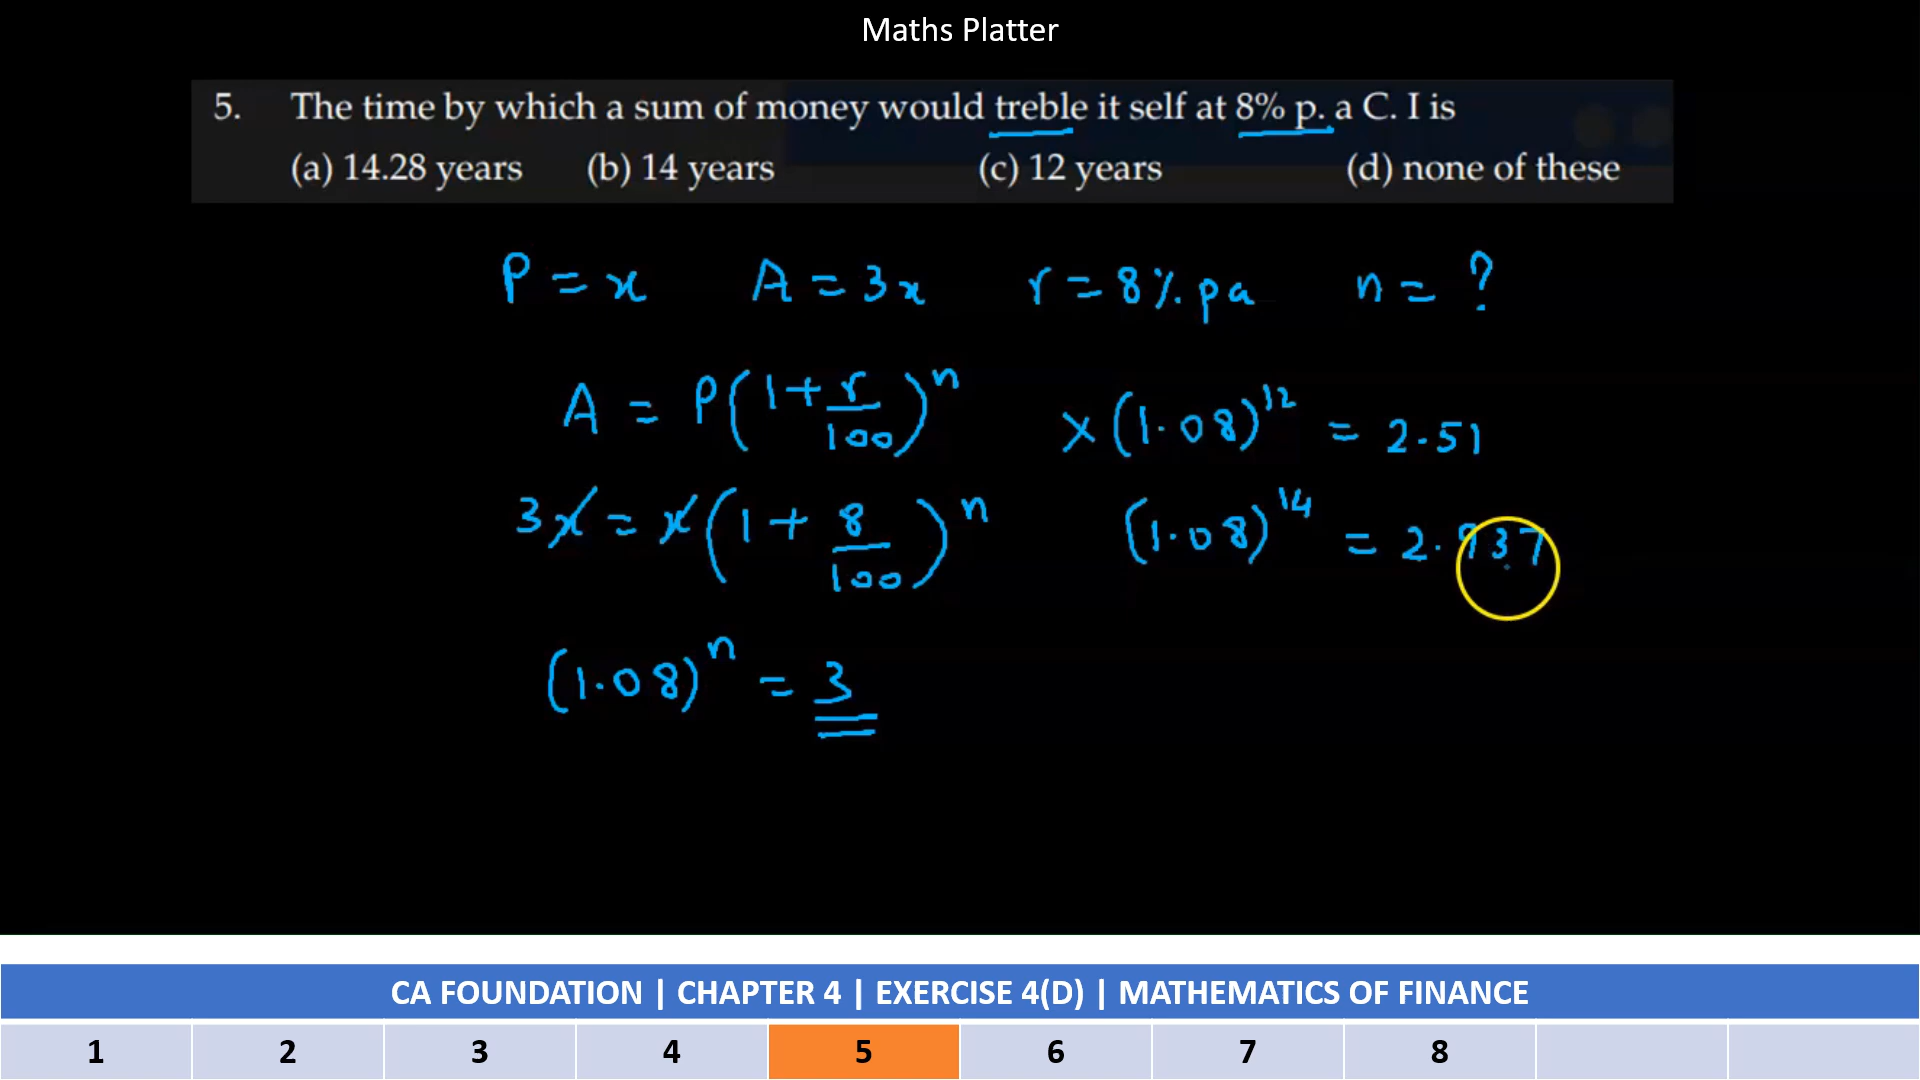 Maths Platter
5. The time by which a sum of money would treble it self at 8% p. a C. I is
(a) 14.28 years (b) 14 years (c) 12 years (d) none of these
P = x A = 3x r = 8% pa n = ?
A = P(1 + r/100)^n
3x = x(1 + 8/100)^n
(1.08)^n = 3
×(1.08)^12 = 2.51
(1.08)^14 = 2.937
CA FOUNDATION | CHAPTER 4 | EXERCISE 4(D) | MATHEMATICS OF FINANCE
1 2 3 4 5 6 7 8